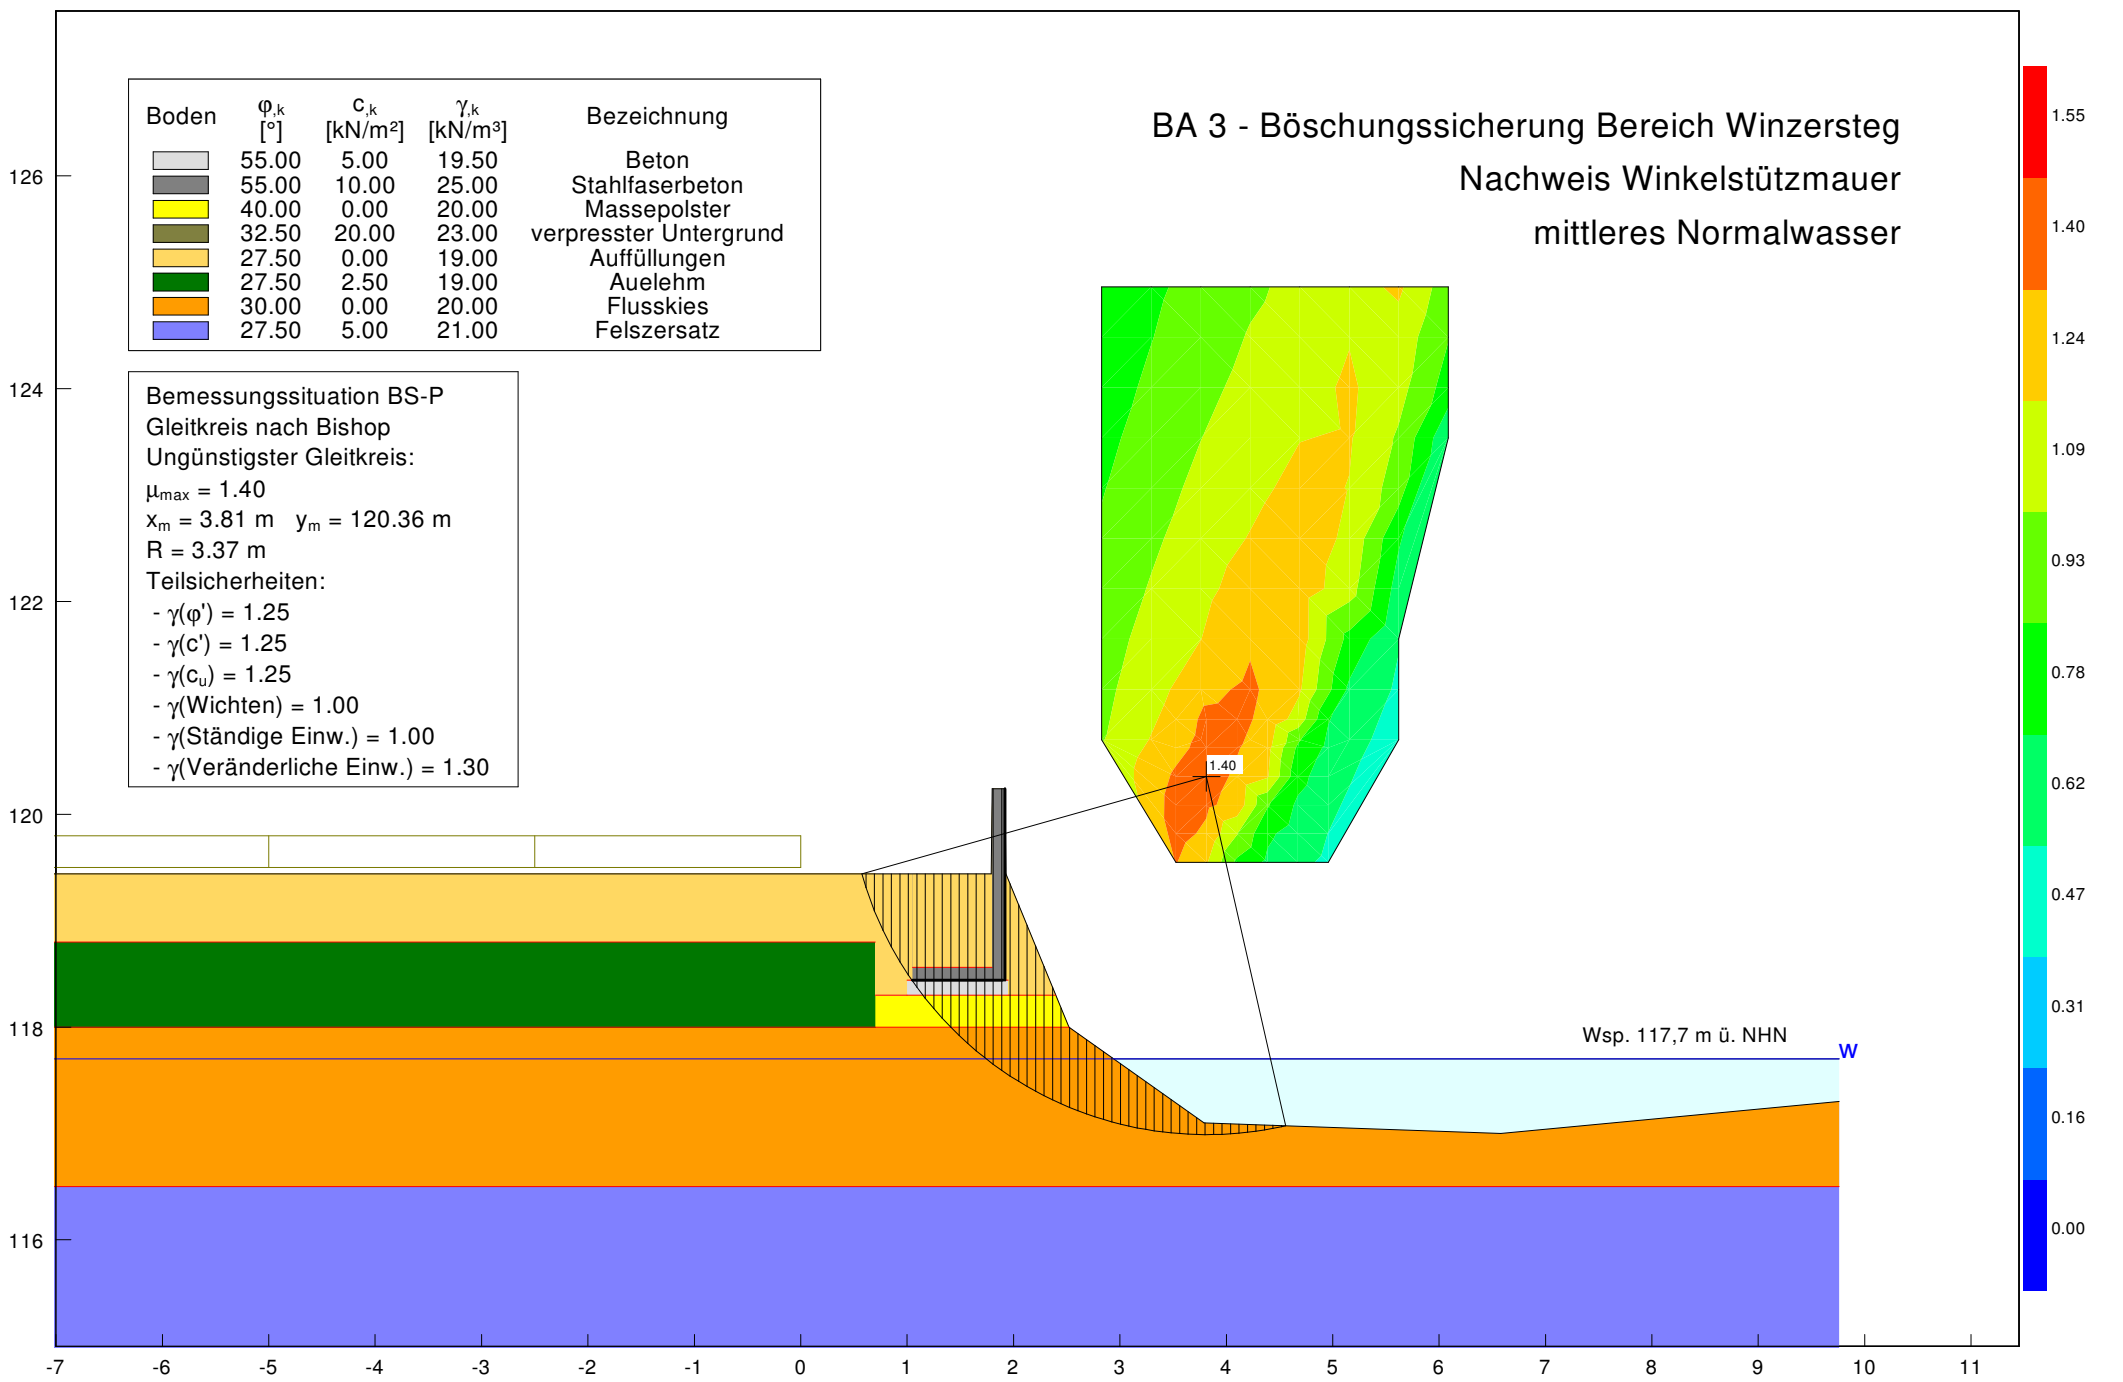 BA 3 - Böschungssicherung Bereich Winzersteg
Nachweis Winkelstützmauer
mittleres Normalwasser
Boden φ,k [°] c,k [kN/m²] γ,k [kN/m³] Bezeichnung
55.00 5.00 19.50 Beton
55.00 10.00 25.00 Stahlfaserbeton
40.00 0.00 20.00 Massepolster
32.50 20.00 23.00 verpresster Untergrund
27.50 0.00 19.00 Auffüllungen
27.50 2.50 19.00 Auelehm
30.00 0.00 20.00 Flusskies
27.50 5.00 21.00 Felszersatz
Bemessungssituation BS-P
Gleitkreis nach Bishop
Ungünstigster Gleitkreis:
μmax = 1.40
xm = 3.81 m ym = 120.36 m
R = 3.37 m
Teilsicherheiten:
- γ(φ') = 1.25
- γ(c') = 1.25
- γ(cu) = 1.25
- γ(Wichten) = 1.00
- γ(Ständige Einw.) = 1.00
- γ(Veränderliche Einw.) = 1.30
1.40
Wsp. 117,7 m ü. NHN
W
126
124
122
120
118
116
-7 -6 -5 -4 -3 -2 -1 0 1 2 3 4 5 6 7 8 9 10 11
1.55
1.40
1.24
1.09
0.93
0.78
0.62
0.47
0.31
0.16
0.00